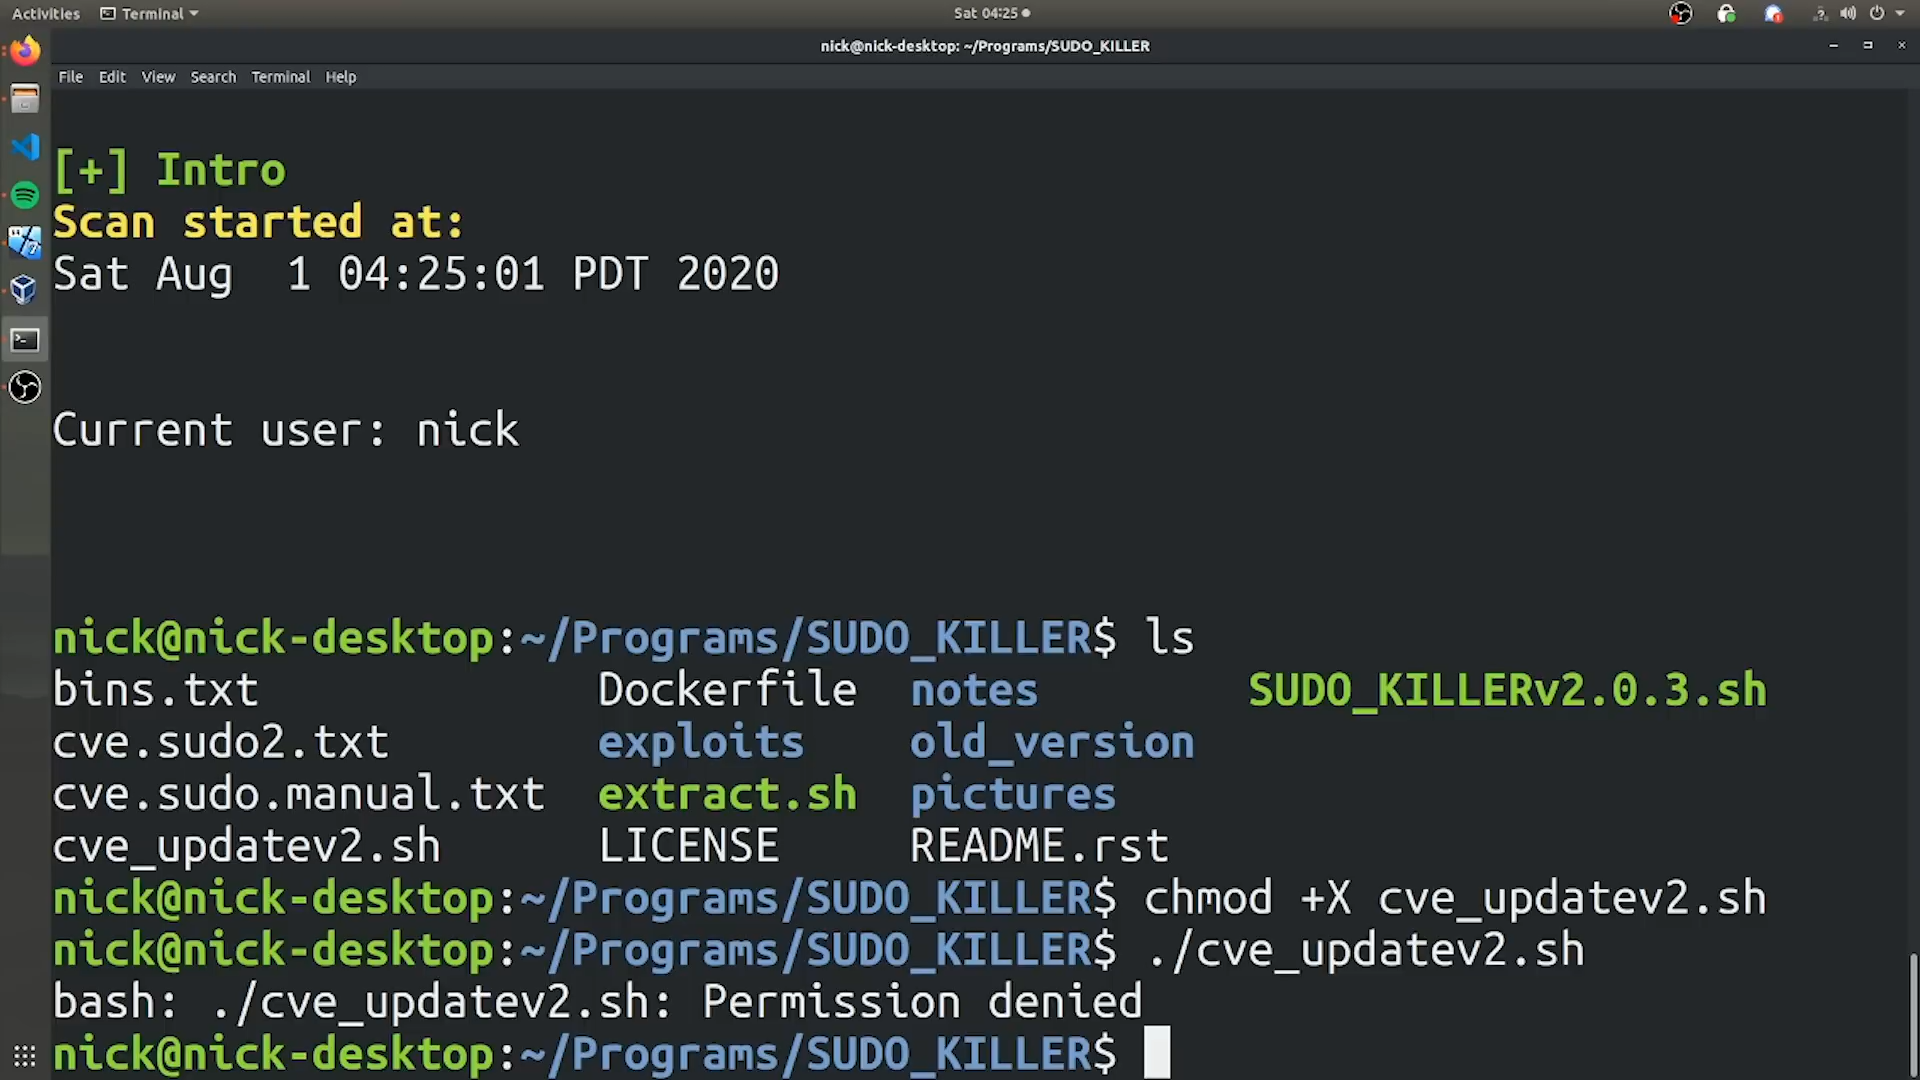 Activities Terminal Sat 04:25
nick@nick-desktop: ~/Programs/SUDO_KILLER
File Edit View Search Terminal Help
[+] Intro
Scan started at:
Sat Aug  1 04:25:01 PDT 2020
Current user: nick
nick@nick-desktop:~/Programs/SUDO_KILLER$ ls
bins.txt Dockerfile notes SUDO_KILLERv2.0.3.sh
cve.sudo2.txt exploits old_version
cve.sudo.manual.txt extract.sh pictures
cve_updatev2.sh LICENSE README.rst
nick@nick-desktop:~/Programs/SUDO_KILLER$ chmod +X cve_updatev2.sh
nick@nick-desktop:~/Programs/SUDO_KILLER$ ./cve_updatev2.sh
bash: ./cve_updatev2.sh: Permission denied
nick@nick-desktop:~/Programs/SUDO_KILLER$